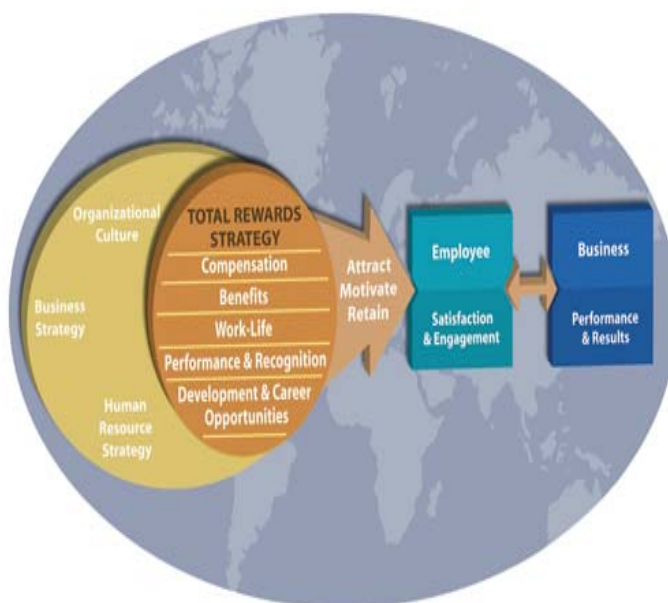 Organizational
Culture
Business
Strategy
Human
Resource
Strategy
TOTAL REWARDS
STRATEGY
Compensation
Benefits
Work-Life
Performance & Recognition
Development & Career
Opportunities
Attract
Motivate
Retain
Employee
Satisfaction
& Engagement
Business
Performance
& Results